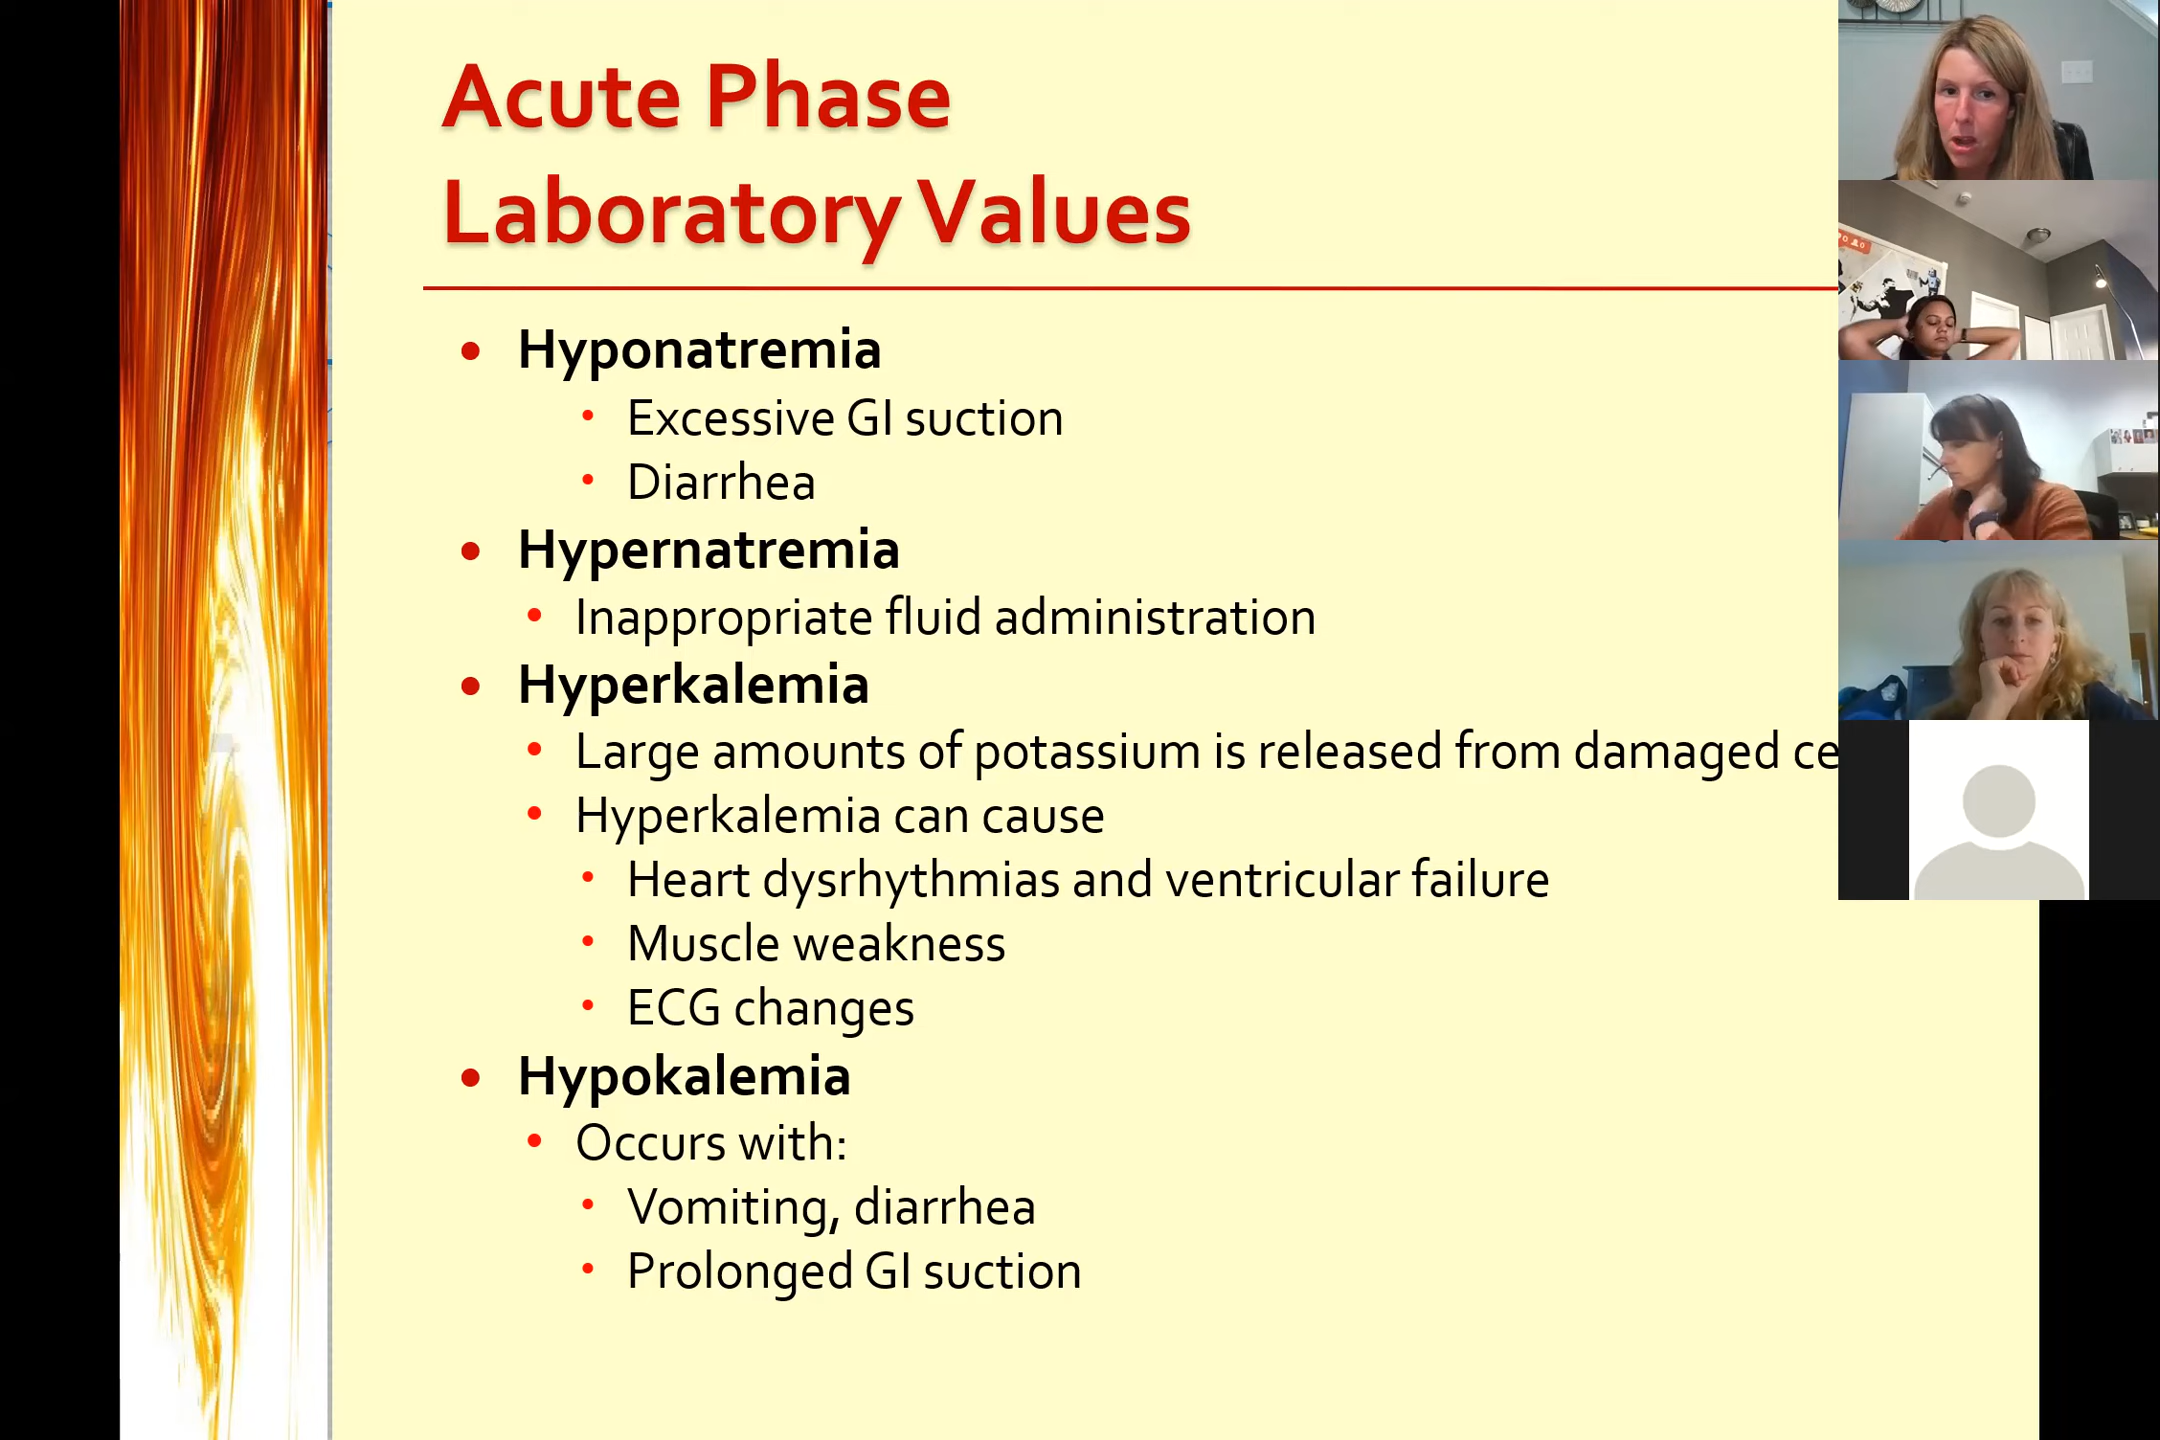 Acute Phase
Laboratory Values
• Hyponatremia
• Excessive GI suction
• Diarrhea
• Hypernatremia
• Inappropriate fluid administration
• Hyperkalemia
• Large amounts of potassium is released from damaged ce
• Hyperkalemia can cause
• Heart dysrhythmias and ventricular failure
• Muscle weakness
• ECG changes
• Hypokalemia
• Occurs with:
• Vomiting, diarrhea
• Prolonged GI suction